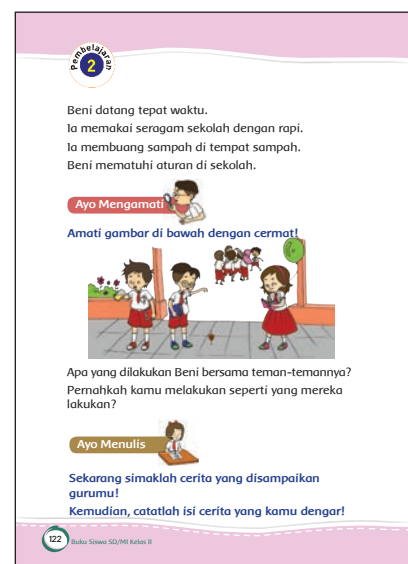 Pembelajaran
2
Beni datang tepat waktu.
Ia memakai seragam sekolah dengan rapi.
Ia membuang sampah di tempat sampah.
Beni mematuhi aturan di sekolah.
Ayo Mengamati
Amati gambar di bawah dengan cermat!
Apa yang dilakukan Beni bersama teman-temannya?
Pernahkah kamu melakukan seperti yang mereka
lakukan?
Ayo Menulis
Sekarang simaklah cerita yang disampaikan
gurumu!
Kemudian, catatlah isi cerita yang kamu dengar!
122
Buku Siswa SD/MI Kelas II